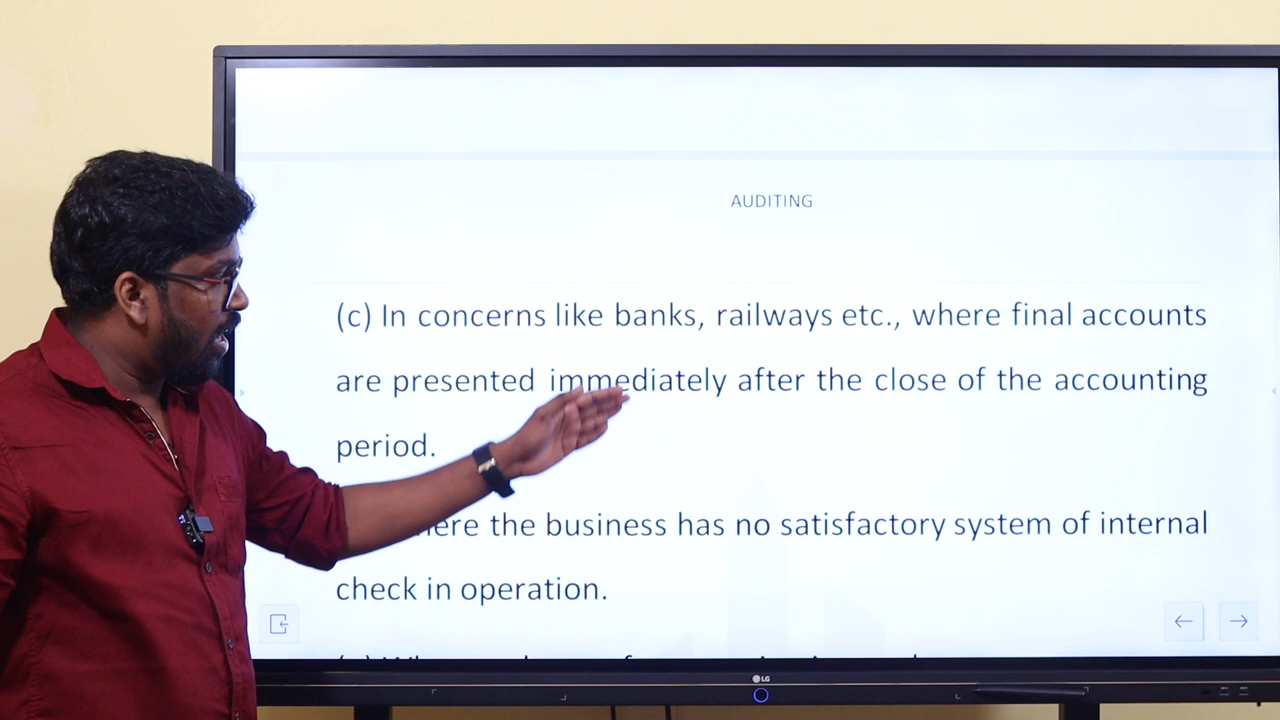 AUDITING
(c) In concerns like banks, railways etc., where final accounts
are presented immediately after the close of the accounting
period.
the business has no satisfactory system of internal
check in operation.
LG